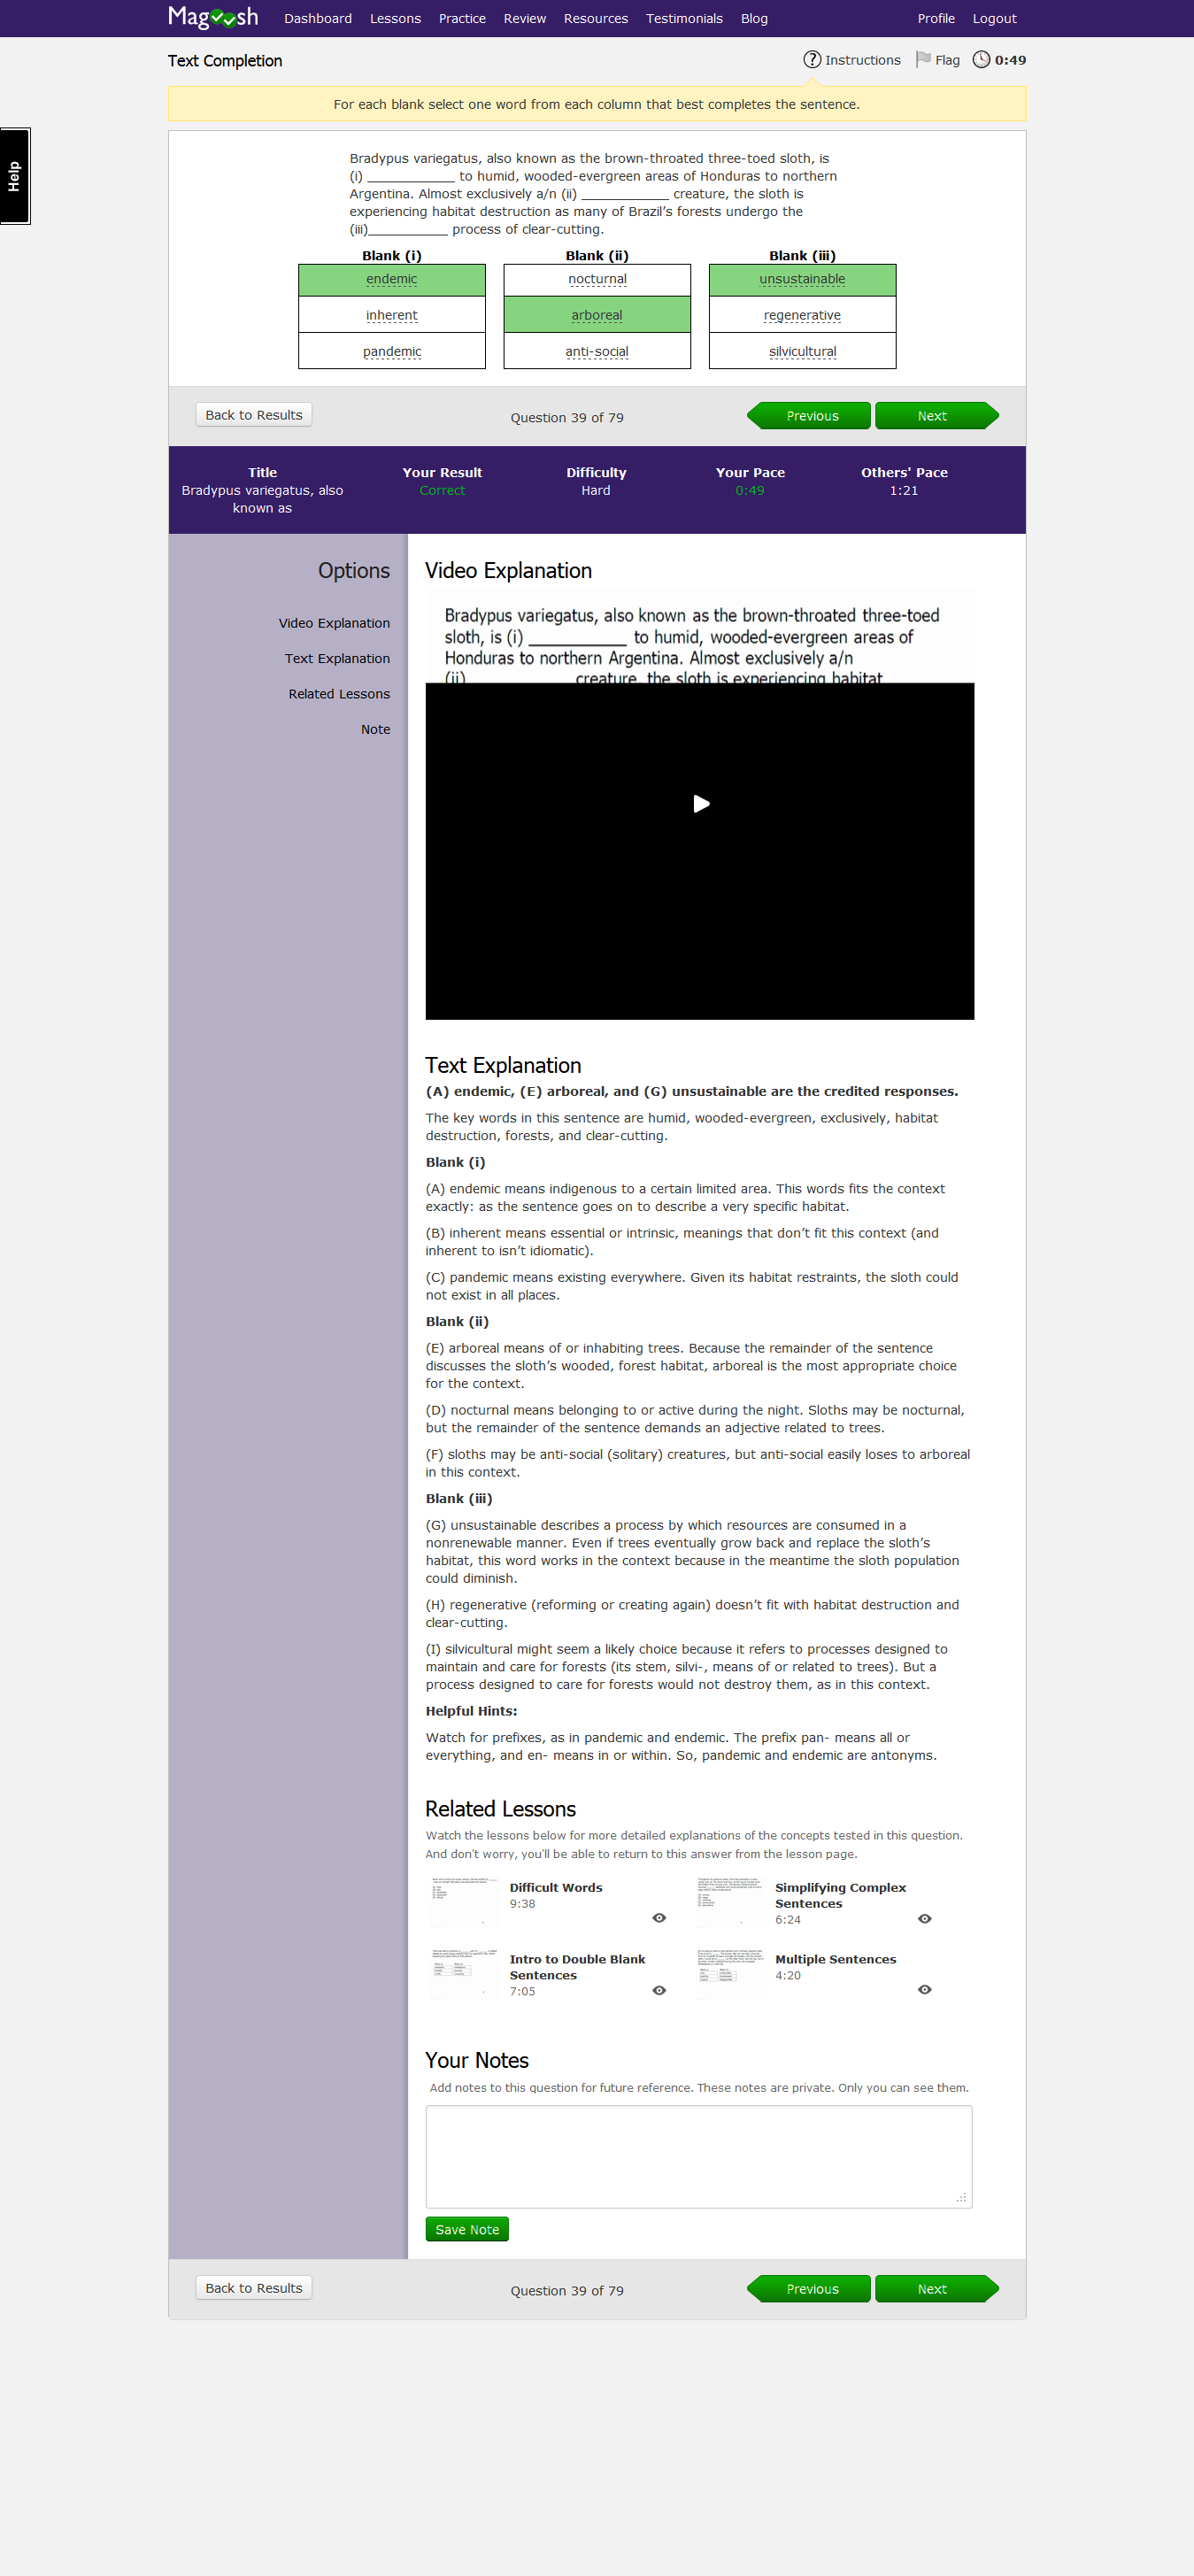 Magoosh Dashboard Lessons Practice Review Resources Testimonials Blog Profile Logout
Text Completion
? Instructions Flag 0:49
For each blank select one word from each column that best completes the sentence.
Help
Bradypus variegatus, also known as the brown-throated three-toed sloth, is
(i) ____________ to humid, wooded-evergreen areas of Honduras to northern
Argentina. Almost exclusively a/n (ii) ____________ creature, the sloth is
experiencing habitat destruction as many of Brazil’s forests undergo the
(iii)___________ process of clear-cutting.
Blank (i) Blank (ii) Blank (iii)
endemic nocturnal unsustainable
inherent arboreal regenerative
pandemic anti-social silvicultural
Back to Results Question 39 of 79 Previous Next
Title Your Result Difficulty Your Pace Others' Pace
Bradypus variegatus, also Correct Hard 0:49 1:21
known as
Options
Video Explanation
Text Explanation
Related Lessons
Note
Video Explanation
Bradypus variegatus, also known as the brown-throated three-toed
sloth, is (i) ___________ to humid, wooded-evergreen areas of
Honduras to northern Argentina. Almost exclusively a/n
(ii) ___________ creature, the sloth is experiencing habitat
Text Explanation
(A) endemic, (E) arboreal, and (G) unsustainable are the credited responses.
The key words in this sentence are humid, wooded-evergreen, exclusively, habitat
destruction, forests, and clear-cutting.
Blank (i)
(A) endemic means indigenous to a certain limited area. This words fits the context
exactly: as the sentence goes on to describe a very specific habitat.
(B) inherent means essential or intrinsic, meanings that don’t fit this context (and
inherent to isn’t idiomatic).
(C) pandemic means existing everywhere. Given its habitat restraints, the sloth could
not exist in all places.
Blank (ii)
(E) arboreal means of or inhabiting trees. Because the remainder of the sentence
discusses the sloth’s wooded, forest habitat, arboreal is the most appropriate choice
for the context.
(D) nocturnal means belonging to or active during the night. Sloths may be nocturnal,
but the remainder of the sentence demands an adjective related to trees.
(F) sloths may be anti-social (solitary) creatures, but anti-social easily loses to arboreal
in this context.
Blank (iii)
(G) unsustainable describes a process by which resources are consumed in a
nonrenewable manner. Even if trees eventually grow back and replace the sloth’s
habitat, this word works in the context because in the meantime the sloth population
could diminish.
(H) regenerative (reforming or creating again) doesn’t fit with habitat destruction and
clear-cutting.
(I) silvicultural might seem a likely choice because it refers to processes designed to
maintain and care for forests (its stem, silvi-, means of or related to trees). But a
process designed to care for forests would not destroy them, as in this context.
Helpful Hints:
Watch for prefixes, as in pandemic and endemic. The prefix pan- means all or
everything, and en- means in or within. So, pandemic and endemic are antonyms.
Related Lessons
Watch the lessons below for more detailed explanations of the concepts tested in this question.
And don't worry, you'll be able to return to this answer from the lesson page.
Difficult Words
9:38
Simplifying Complex
Sentences
6:24
Intro to Double Blank
Sentences
7:05
Multiple Sentences
4:20
Your Notes
Add notes to this question for future reference. These notes are private. Only you can see them.
Save Note
Back to Results Question 39 of 79 Previous Next